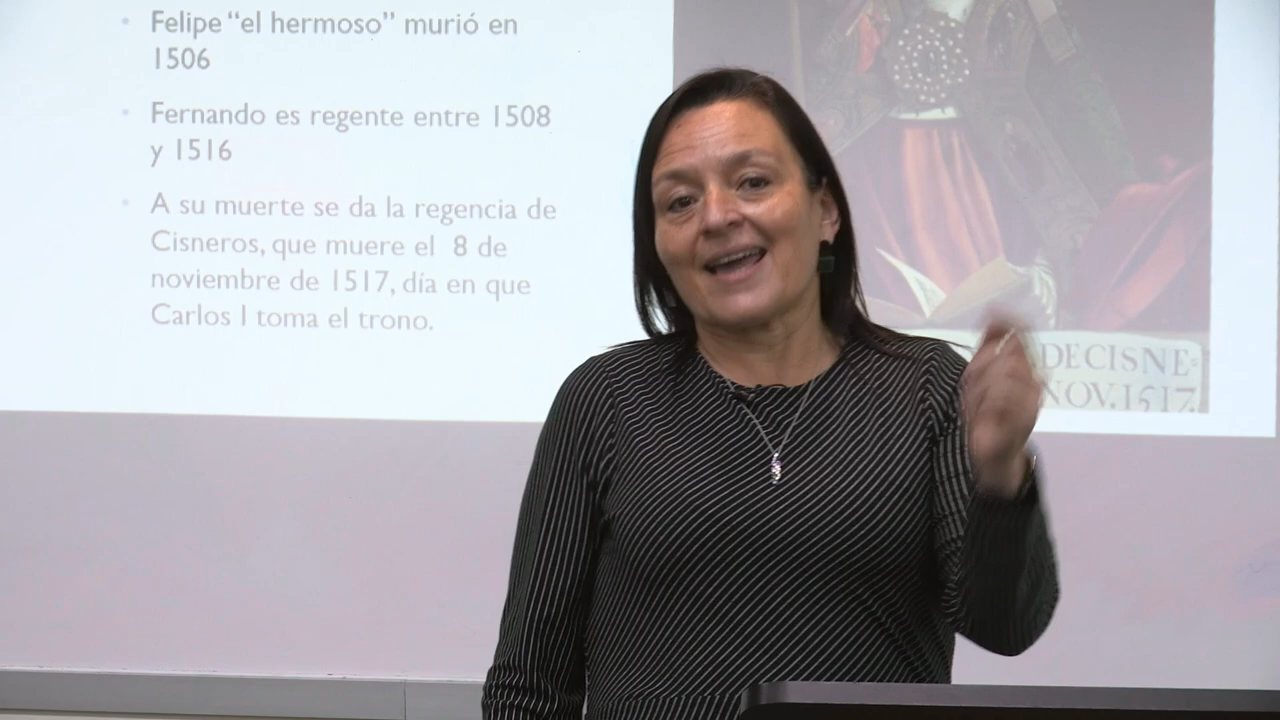 Felipe “el hermoso” murió en
1506
Fernando es regente entre 1508
y 1516
A su muerte se da la regencia de
Cisneros, que muere el 8 de
noviembre de 1517, día en que
Carlos I toma el trono.
DECISNE
NOV.1517.